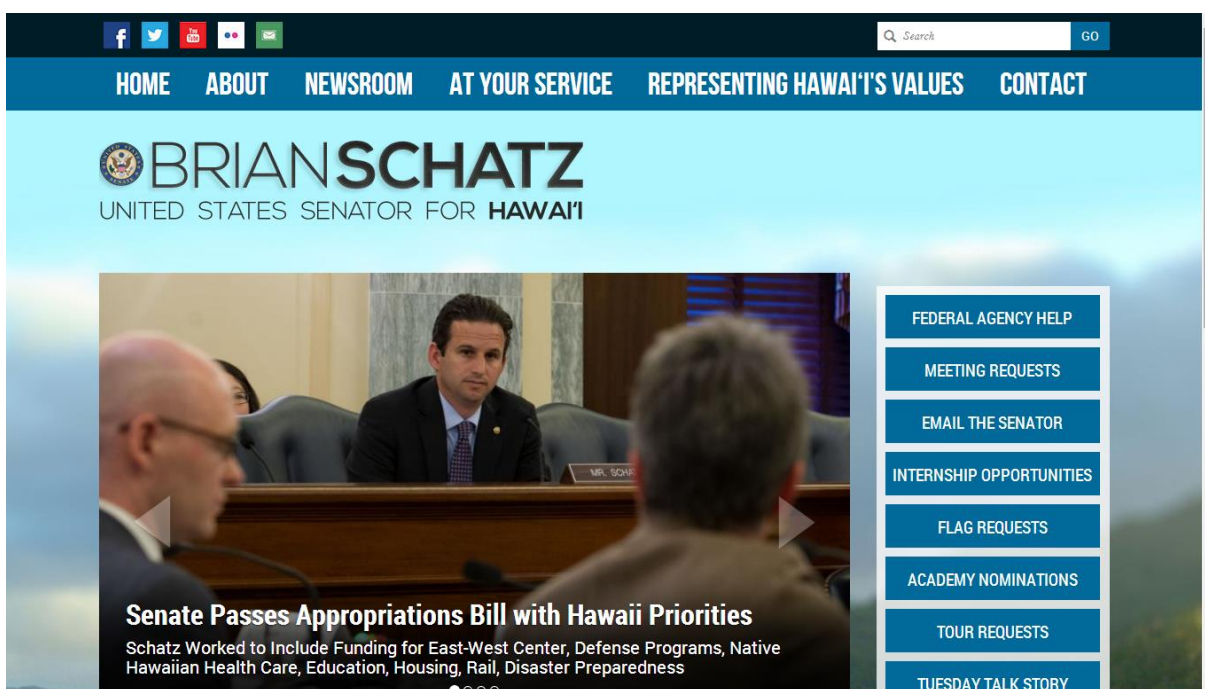 Search
GO
HOME ABOUT NEWSROOM AT YOUR SERVICE REPRESENTING HAWAI‘I'S VALUES CONTACT
BRIANSCHATZ
UNITED STATES SENATOR FOR HAWAI'I
MR. SCHA
Senate Passes Appropriations Bill with Hawaii Priorities
Schatz Worked to Include Funding for East-West Center, Defense Programs, Native
Hawaiian Health Care, Education, Housing, Rail, Disaster Preparedness
FEDERAL AGENCY HELP
MEETING REQUESTS
EMAIL THE SENATOR
INTERNSHIP OPPORTUNITIES
FLAG REQUESTS
ACADEMY NOMINATIONS
TOUR REQUESTS
TUESDAY TALK STORY